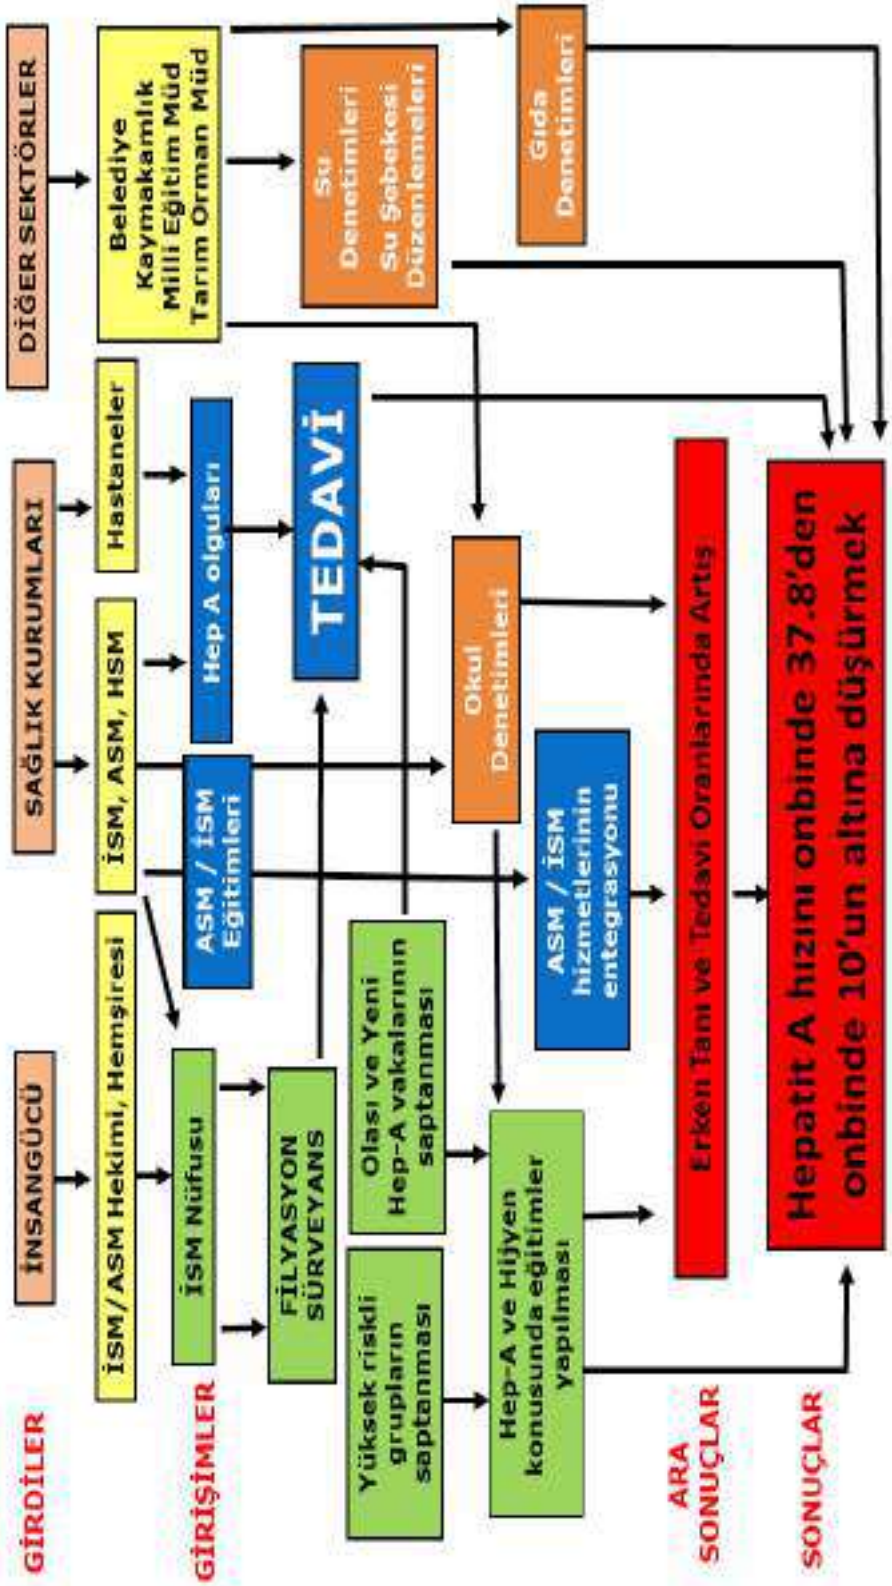 GİRDİLER
İNSANGÜCÜ
SAĞLIK KURUMLARI
DİĞER SEKTÖRLER
İSM/ASM Hekimi, Hemşiresi
İSM, ASM, HSM
Hastaneler
Belediye
Kaymakamlık
Milli Eğitim Müd
Tarım Orman Müd
GİRİŞİMLER
İSM Nüfusu
ASM / İSM
Eğitimleri
Hep A olguları
FİLYASYON
SÜRVEYANS
TEDAVİ
Su
Denetimleri
Su Şebekesi
Düzenlemeleri
Yüksek riskli
grupların
saptanması
Olası ve Yeni
Hep-A vakalarının
saptanması
Okul
Denetimleri
Gıda
Denetimleri
Hep-A ve Hijyen
konusunda eğitimler
yapılması
ASM / İSM
hizmetlerinin
entegrasyonu
ARA
SONUÇLAR
Erken Tanı ve Tedavi Oranlarında Artış
SONUÇLAR
Hepatit A hızını onbinde 37.8'den
onbinde 10'un altına düşürmek